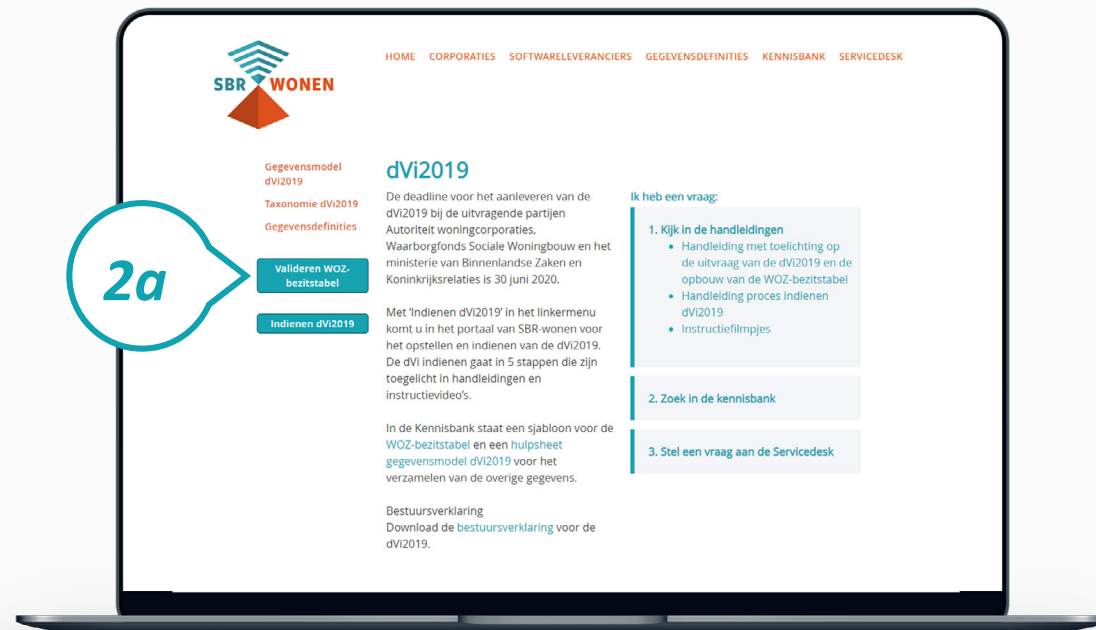 SBR WONEN
HOME CORPORATIES SOFTWARELEVERANCIERS GEGEVENSDEFINITIES KENNISBANK SERVICEDESK
Gegevensmodel
dVi2019
Taxonomie dVi2019
Gegevensdefinities
2a
Valideren WOZ-
bezitstabel
Indienen dVi2019
dVi2019
De deadline voor het aanleveren van de
dVi2019 bij de uitvragende partijen
Autoriteit woningcorporaties,
Waarborgfonds Sociale Woningbouw en het
ministerie van Binnenlandse Zaken en
Koninkrijksrelaties is 30 juni 2020.
Met 'Indienen dVi2019' in het linkermenu
komt u in het portaal van SBR-wonen voor
het opstellen en indienen van de dVi2019.
De dVi indienen gaat in 5 stappen die zijn
toegelicht in handleidingen en
instructievideo's.
In de Kennisbank staat een sjabloon voor de
WOZ-bezitstabel en een hulpsheet
gegevensmodel dVi2019 voor het
verzamelen van de overige gegevens.
Bestuursverklaring
Download de bestuursverklaring voor de
dVi2019.
Ik heb een vraag:
1. Kijk in de handleidingen
• Handleiding met toelichting op
de uitvraag van de dVi2019 en de
opbouw van de WOZ-bezitstabel
• Handleiding proces indienen
dVi2019
• Instructiefilmpjes
2. Zoek in de kennisbank
3. Stel een vraag aan de Servicedesk